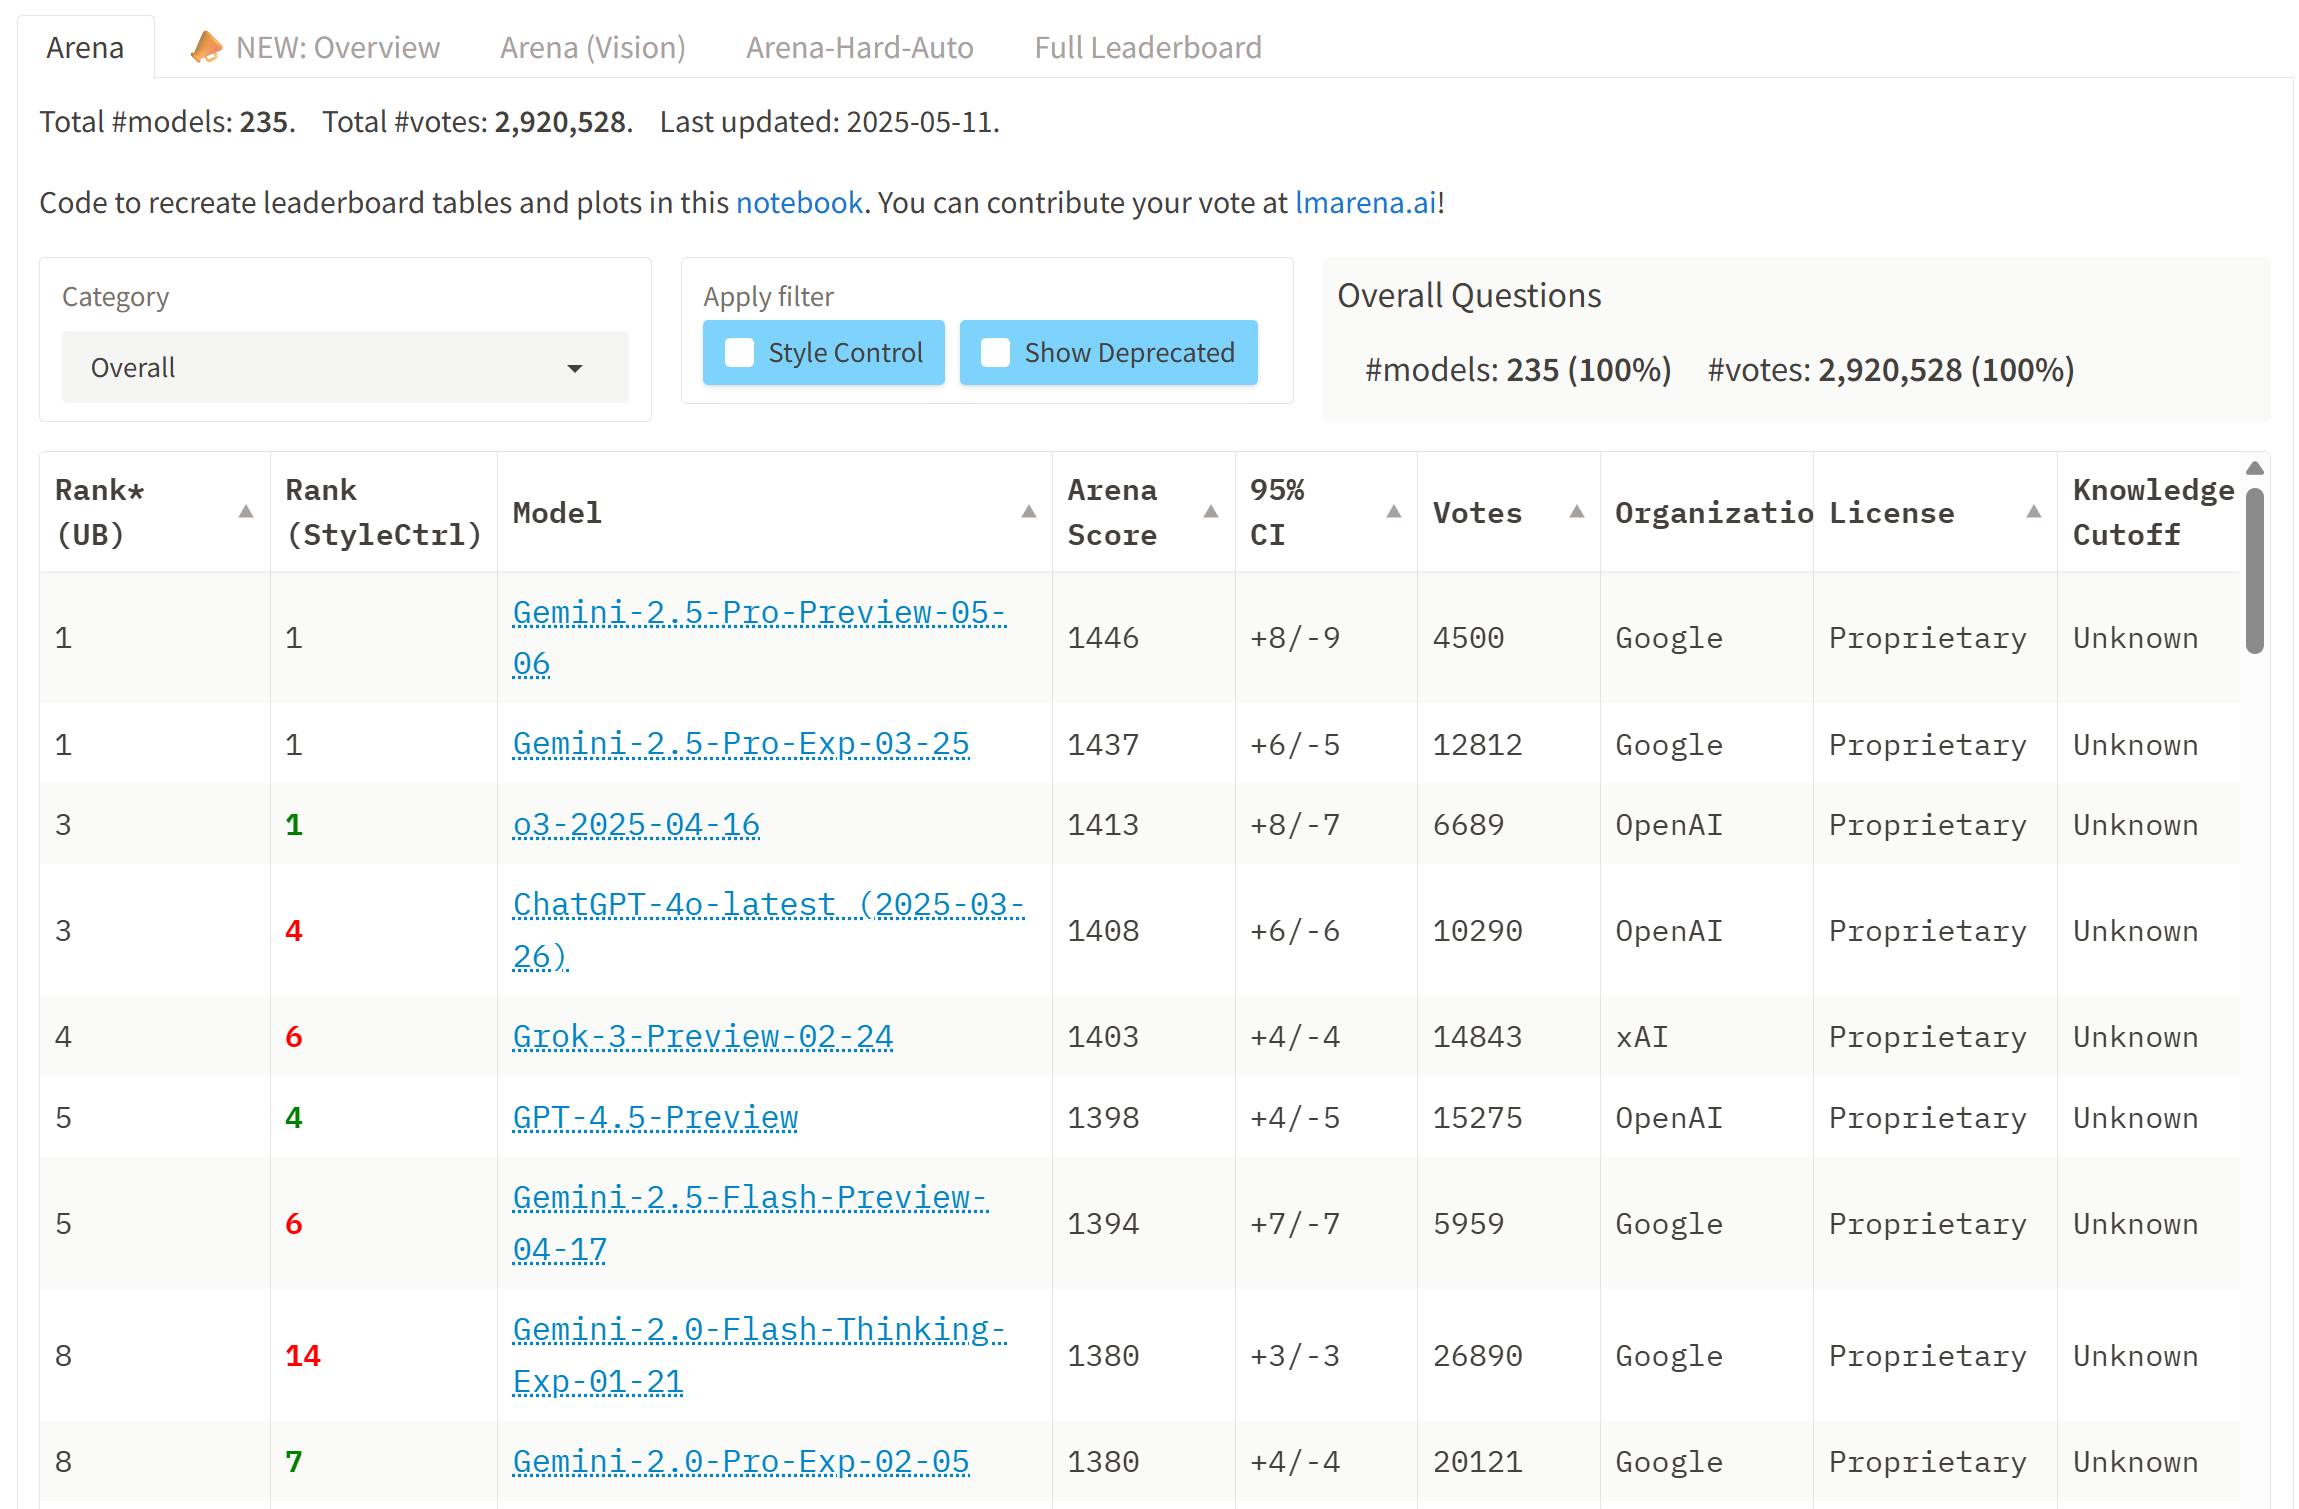 Arena NEW: Overview Arena (Vision) Arena-Hard-Auto Full Leaderboard
Total #models: 235. Total #votes: 2,920,528. Last updated: 2025-05-11.
Code to recreate leaderboard tables and plots in this notebook. You can contribute your vote at lmarena.ai!
Category
Overall
Apply filter
Style Control Show Deprecated
Overall Questions
#models: 235 (100%) #votes: 2,920,528 (100%)
Rank* (UB) Rank (StyleCtrl) Model Arena Score 95% CI Votes Organizatio License Knowledge Cutoff
1 1 Gemini-2.5-Pro-Preview-05-06 1446 +8/-9 4500 Google Proprietary Unknown
1 1 Gemini-2.5-Pro-Exp-03-25 1437 +6/-5 12812 Google Proprietary Unknown
3 1 o3-2025-04-16 1413 +8/-7 6689 OpenAI Proprietary Unknown
3 4 ChatGPT-4o-latest (2025-03-26) 1408 +6/-6 10290 OpenAI Proprietary Unknown
4 6 Grok-3-Preview-02-24 1403 +4/-4 14843 xAI Proprietary Unknown
5 4 GPT-4.5-Preview 1398 +4/-5 15275 OpenAI Proprietary Unknown
5 6 Gemini-2.5-Flash-Preview-04-17 1394 +7/-7 5959 Google Proprietary Unknown
8 14 Gemini-2.0-Flash-Thinking-Exp-01-21 1380 +3/-3 26890 Google Proprietary Unknown
8 7 Gemini-2.0-Pro-Exp-02-05 1380 +4/-4 20121 Google Proprietary Unknown